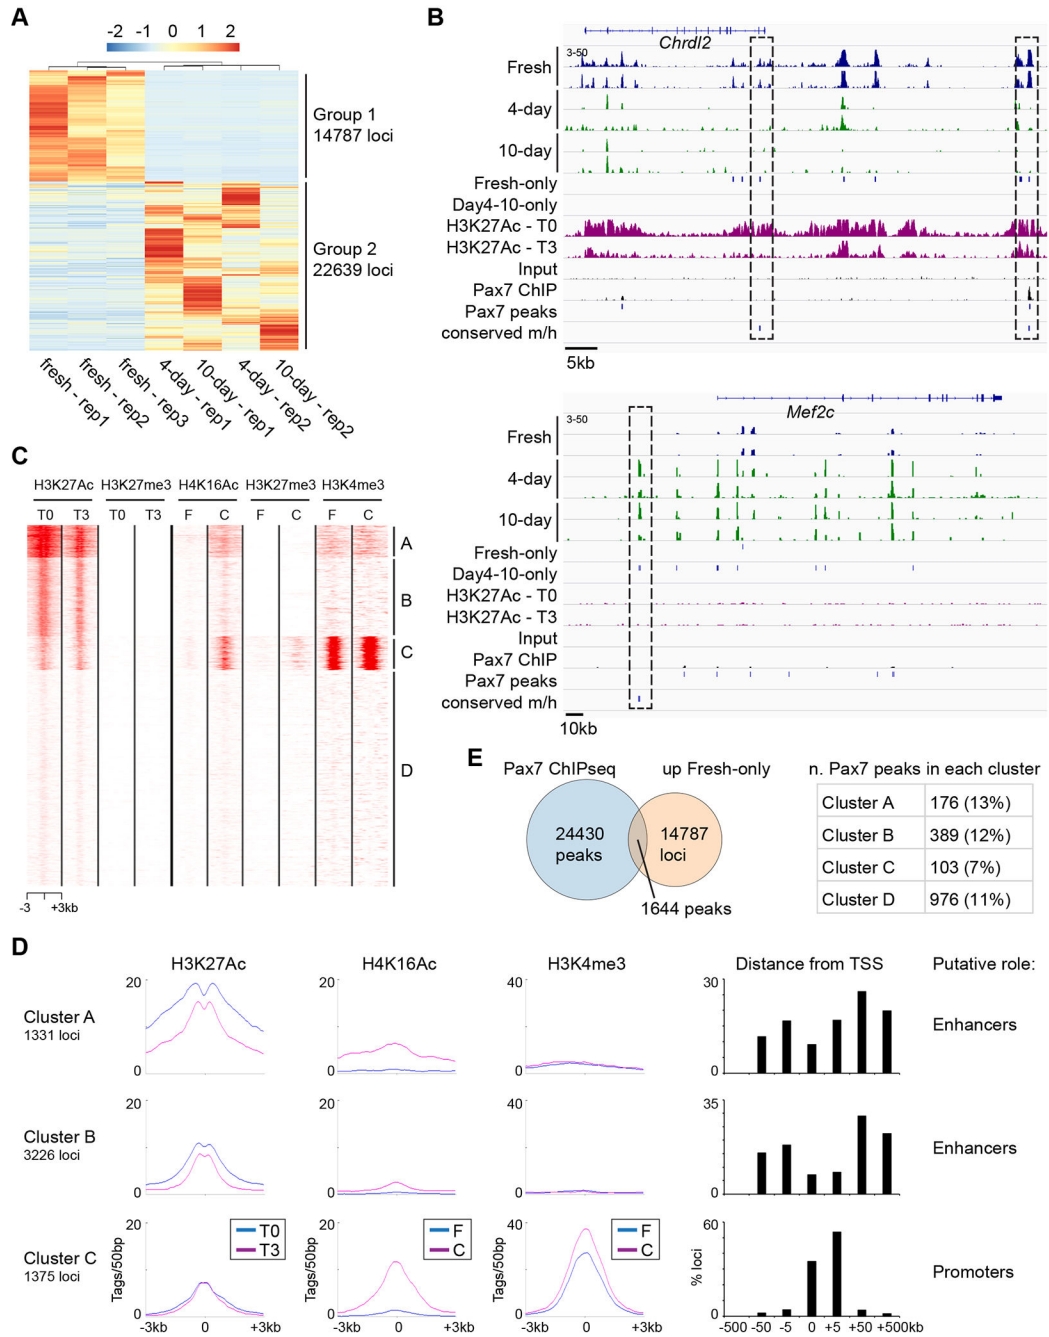 A
-2 -1 0 1 2
Group 1
14787 loci
Group 2
22639 loci
fresh - rep1
fresh - rep2
fresh - rep3
4-day - rep1
10-day - rep1
4-day - rep2
10-day - rep2
B
Chrdl2
3-50
Fresh
4-day
10-day
Fresh-only
Day4-10-only
H3K27Ac - T0
H3K27Ac - T3
Input
Pax7 ChIP
Pax7 peaks
conserved m/h
5kb
Mef2c
3-50
Fresh
4-day
10-day
Fresh-only
Day4-10-only
H3K27Ac - T0
H3K27Ac - T3
Input
Pax7 ChIP
Pax7 peaks
conserved m/h
10kb
C
H3K27Ac H3K27me3 H4K16Ac H3K27me3 H3K4me3
T0 T3 T0 T3 F C F C F C
A
B
C
D
-3 +3kb
E
Pax7 ChIPseq up Fresh-only
24430 peaks
14787 loci
1644 peaks
n. Pax7 peaks in each cluster
Cluster A 176 (13%)
Cluster B 389 (12%)
Cluster C 103 (7%)
Cluster D 976 (11%)
D
H3K27Ac H4K16Ac H3K4me3 Distance from TSS Putative role:
Cluster A
1331 loci
20 0
20 0
40 0
30 0
Enhancers
Cluster B
3226 loci
20 0
20 0
40 0
35 0
Enhancers
Cluster C
1375 loci
Tags/50bp
20 0
T0
T3
Tags/50bp
20 0
F
C
Tags/50bp
40 0
F
C
% loci
60 0
Promoters
-3kb 0 +3kb
-3kb 0 +3kb
-3kb 0 +3kb
-500 -50 -5 0 +5 +50 +500kb